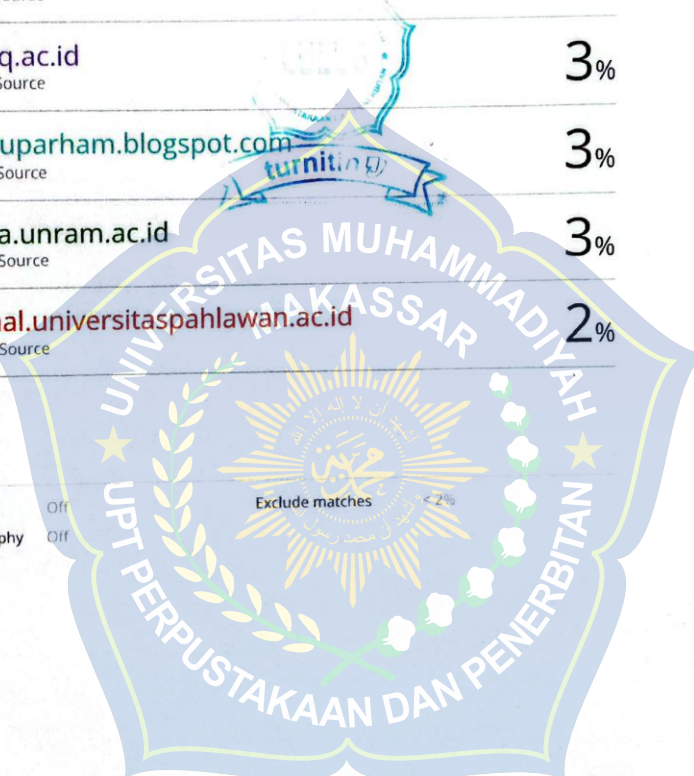 q.ac.id
3%
Source
uparham.blogspot.com
3%
Source
turnitin
a.unram.ac.id
3%
Source
al.universitaspahlawan.ac.id
2%
Source
UNIVERSITAS MUHAMMADIYAH
MAKASSAR
Off
Exclude matches
< 2%
phy
Off
UPT PERPUSTAKAAN DAN PENERBITAN